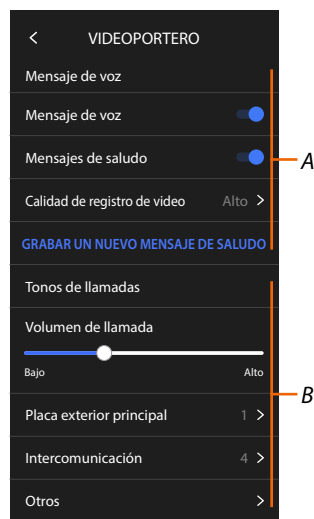 VIDEOPORTERO
Mensaje de voz
Mensaje de voz
Mensajes de saludo
A
Calidad de registro de video Alto
GRABAR UN NUEVO MENSAJE DE SALUDO
Tonos de llamadas
Volumen de llamada
Bajo Alto
B
Placa exterior principal 1
Intercomunicación 4
Otros